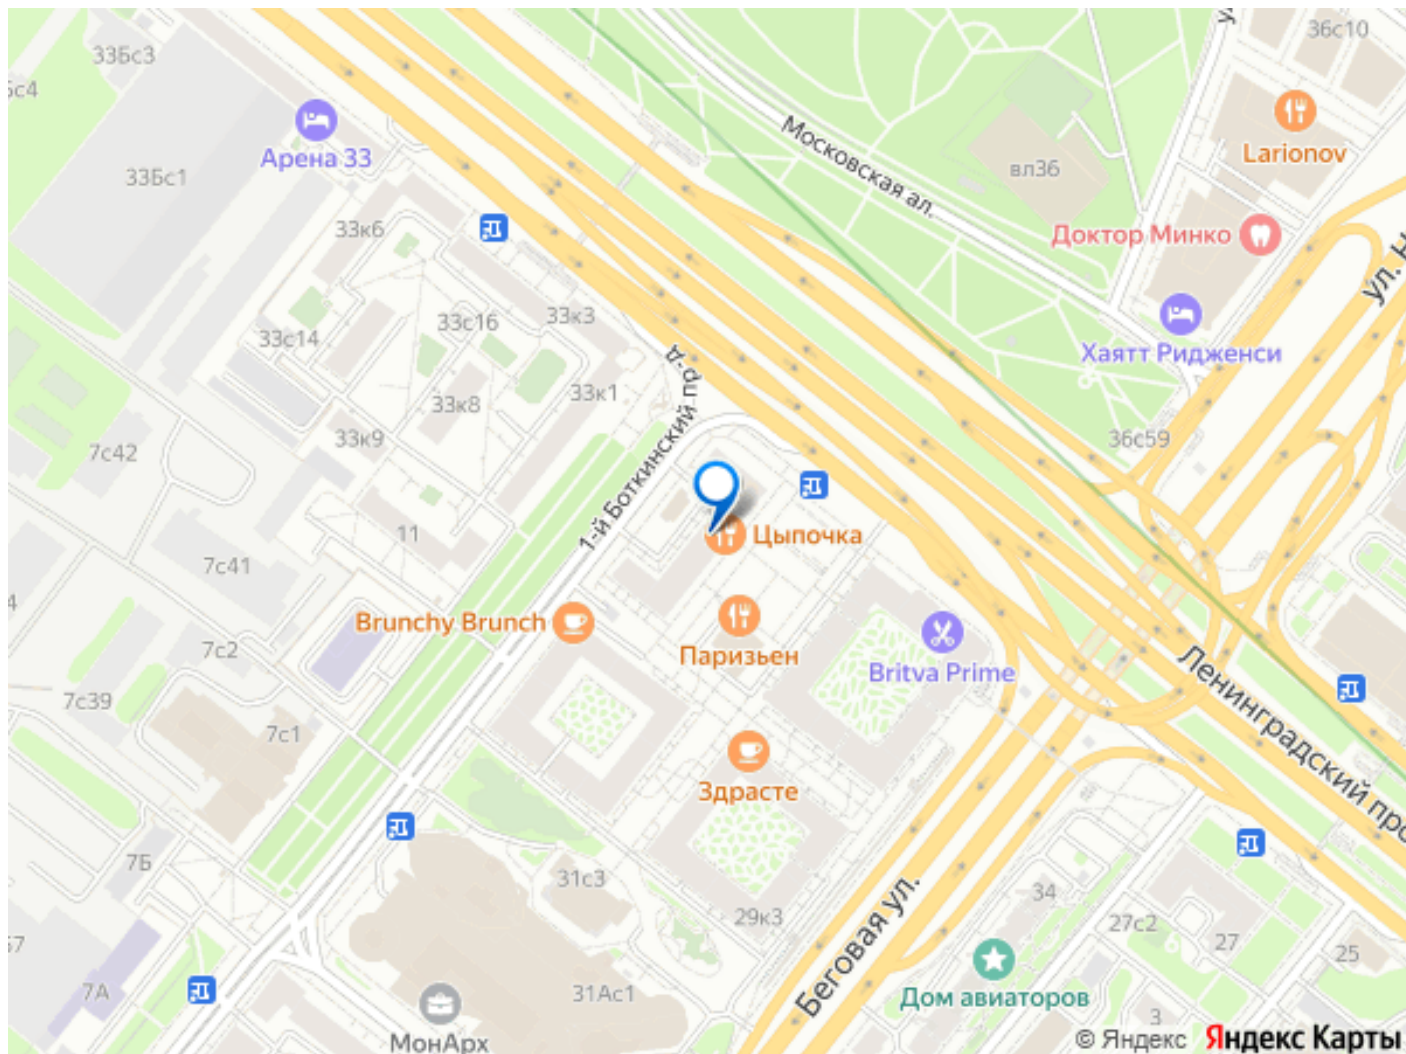 33Бс3
36с10
Арена 33
Larionov
33Бс1
вл36
Московская ал.
33к6
Доктор Минко
ул. Н
33с16
33к3
33с14
Хаятт Ридженси
1-й Боткинский пр-д
33к1
33к8
33к9
36с59
7с42
11
Цыпочка
7с41
Brunchy Brunch
Паризьен
7с2
Britva Prime
7с39
7с1
Ленинградский про
Здрасте
7Б
31с3
34
29к3
27с2
27
25
Беговая ул.
7А
31Ас1
Дом авиаторов
3
МонАрх
© Яндекс Яндекс Карты